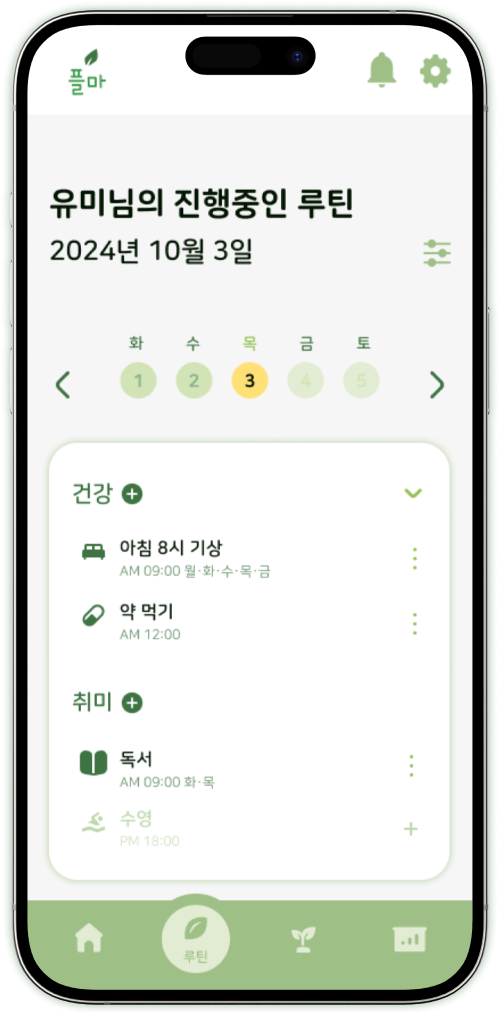 플마
유미님의 진행중인 루틴
2024년 10월 3일
화 수 목 금 토
1 2 3 4 5
건강
아침 8시 기상
AM 09:00 월·화·수·목·금
약 먹기
AM 12:00
취미
독서
AM 09:00 화·목
수영
PM 18:00
루틴